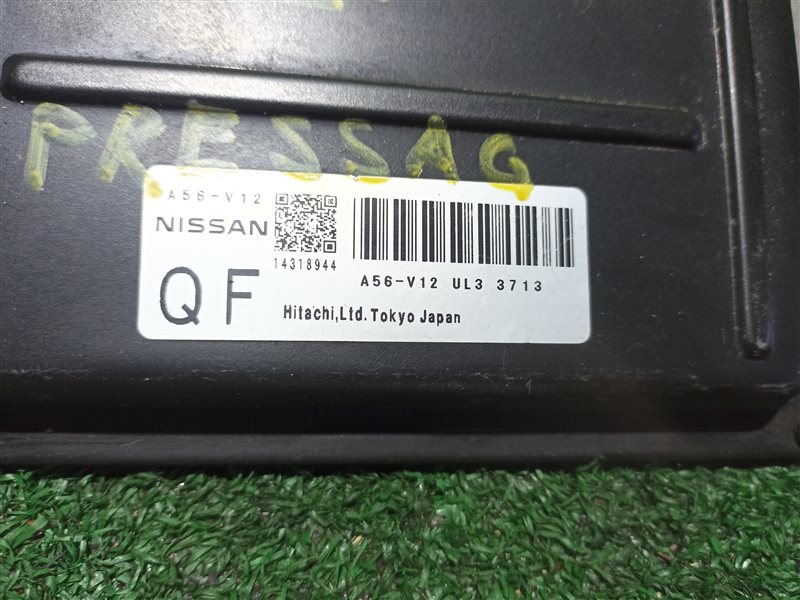 PRESSAG
A56-V12
NISSAN
14318944
A56-V12 UL3 3713
QF
Hitachi,Ltd. Tokyo Japan